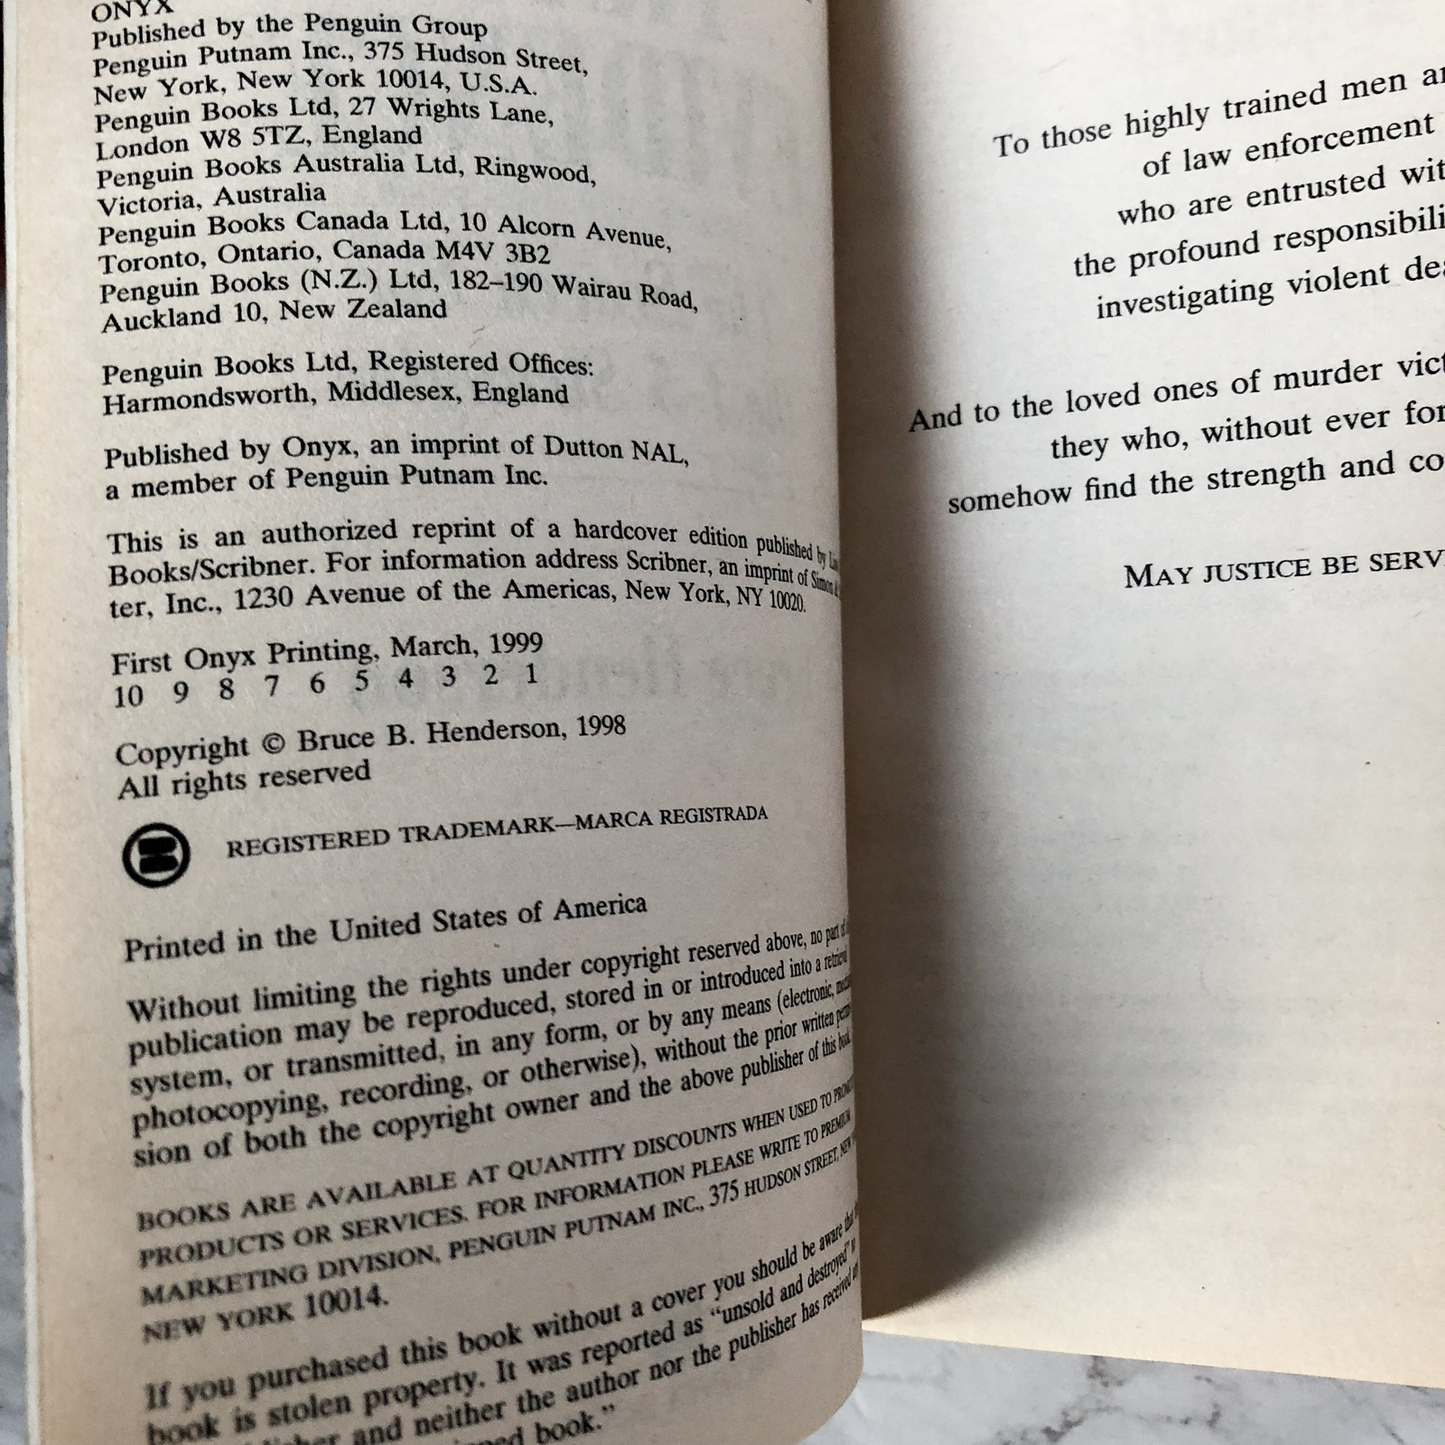 ONYX
Published by the Penguin Group
Penguin Putnam Inc., 375 Hudson Street,
New York, New York 10014, U.S.A.
Penguin Books Ltd, 27 Wrights Lane,
London W8 5TZ, England
Penguin Books Australia Ltd, Ringwood,
Victoria, Australia
Penguin Books Canada Ltd, 10 Alcorn Avenue,
Toronto, Ontario, Canada M4V 3B2
Penguin Books (N.Z.) Ltd, 182–190 Wairau Road,
Auckland 10, New Zealand
Penguin Books Ltd, Registered Offices:
Harmondsworth, Middlesex, England
Published by Onyx, an imprint of Dutton NAL,
a member of Penguin Putnam Inc.
This is an authorized reprint of a hardcover edition published by
Books/Scribner. For information address Scribner, an imprint of Simon &
ter, Inc., 1230 Avenue of the Americas, New York, NY 10020.
First Onyx Printing, March, 1999
10 9 8 7 6 5 4 3 2 1
Copyright © Bruce B. Henderson, 1998
All rights reserved
REGISTERED TRADEMARK—MARCA REGISTRADA
Printed in the United States of America
Without limiting the rights under copyright reserved above, no part of
publication may be reproduced, stored in or introduced into a retrieval
system, or transmitted, in any form, or by any means (electronic,
photocopying, recording, or otherwise), without the prior written
sion of both the copyright owner and the above publisher of this book.
BOOKS ARE AVAILABLE AT QUANTITY DISCOUNTS WHEN USED TO
PRODUCTS OR SERVICES. FOR INFORMATION PLEASE WRITE TO PREMIUM
MARKETING DIVISION, PENGUIN PUTNAM INC., 375 HUDSON STREET, NEW
NEW YORK 10014.
If you purchased this book without a cover you should be aware that
book is stolen property. It was reported as "unsold and destroyed"
and neither the author nor the publisher has received
book."
To those highly trained men
of law enforcement
who are entrusted
the profound
investigating violent
And to the loved ones of murder
they who, without ever
somehow find the strength and
MAY JUSTICE BE